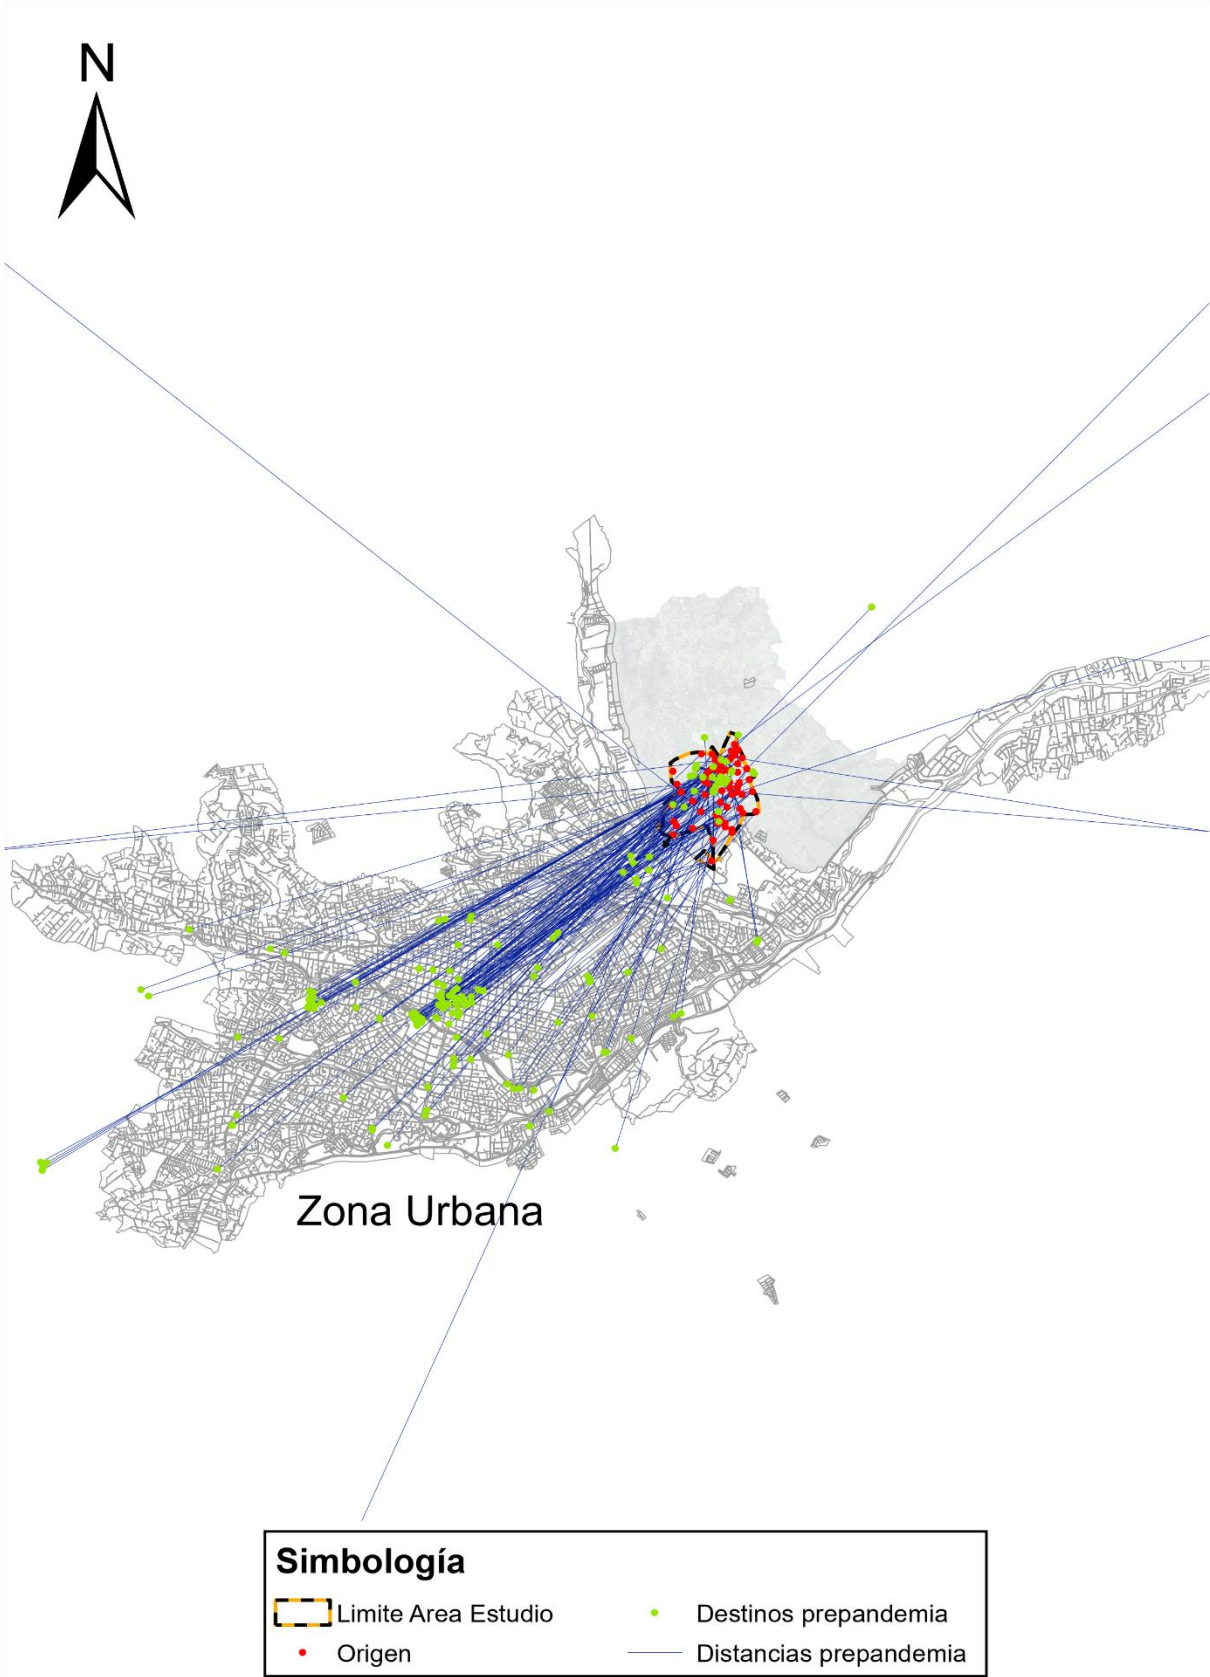 N
Zona Urbana
Simbología
Limite Area Estudio
Destinos prepandemia
Origen
Distancias prepandemia